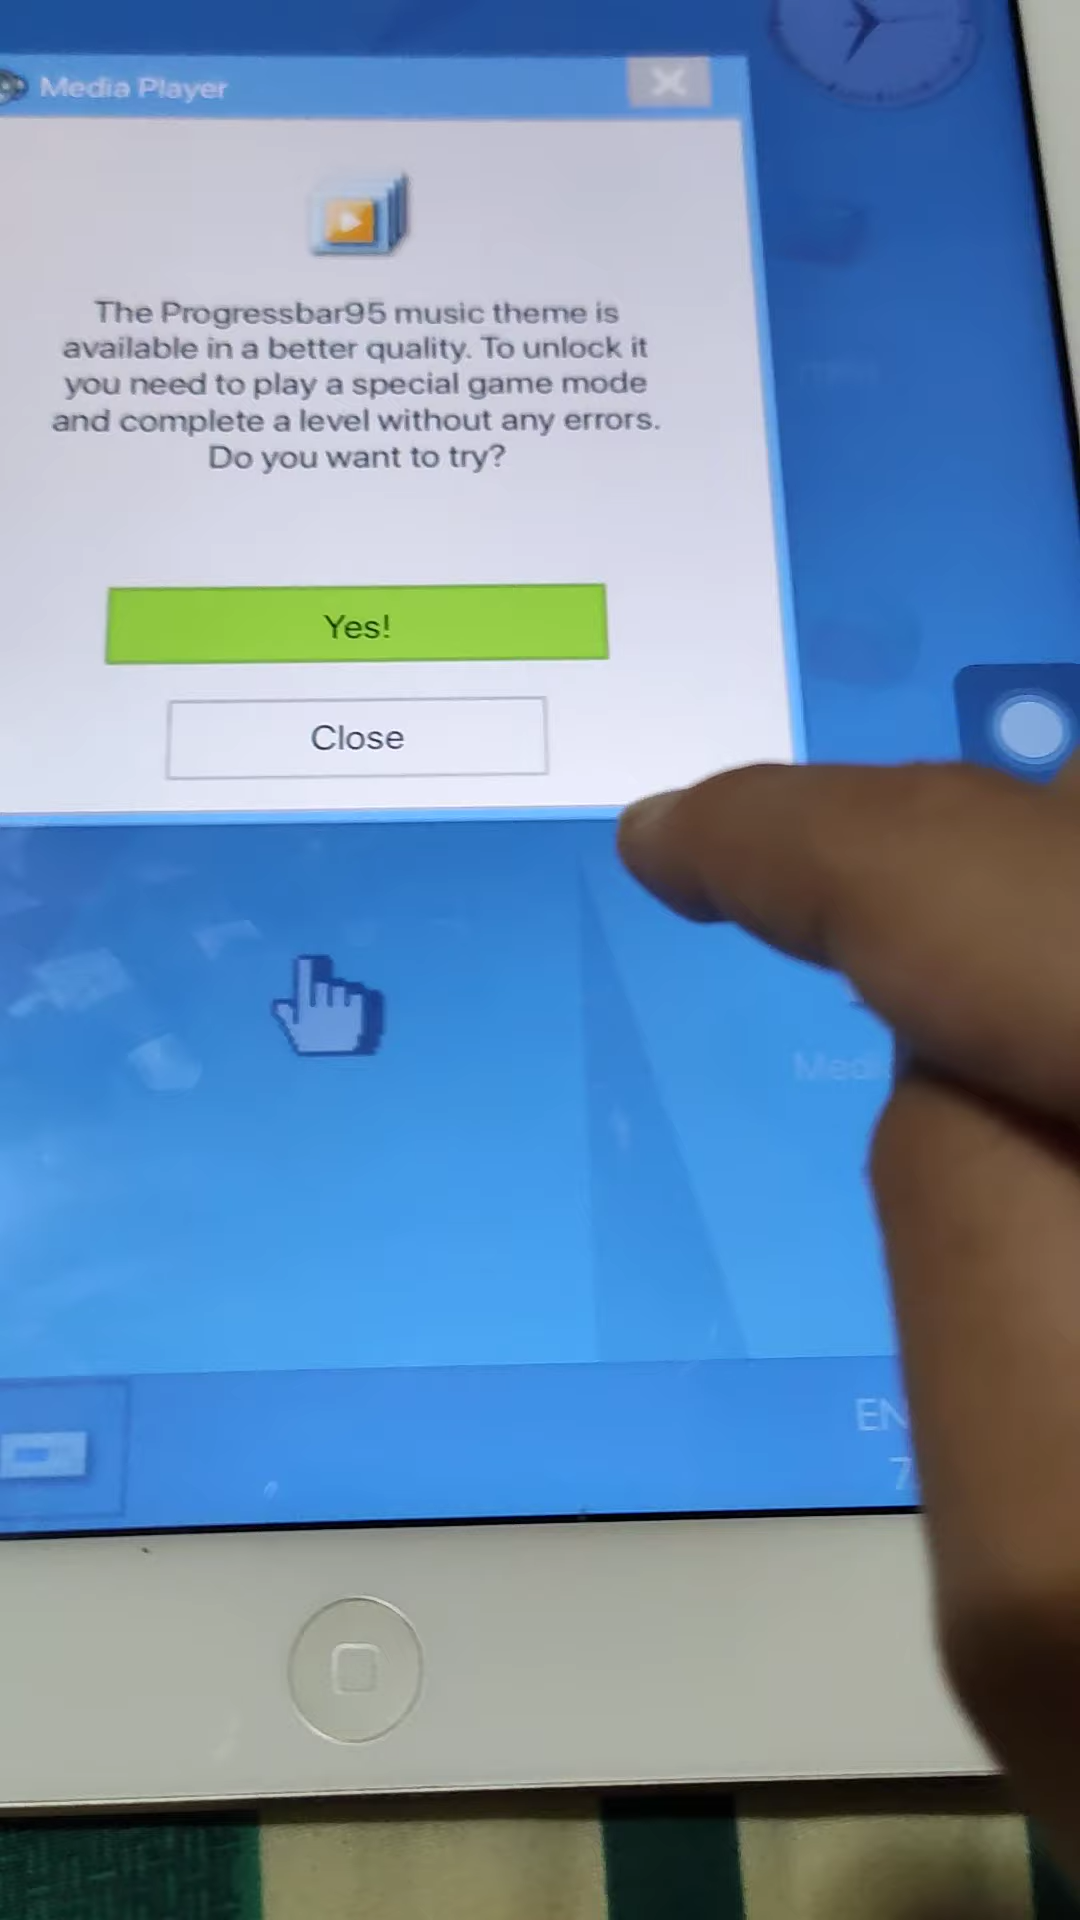 Media Player
The Progressbar95 music theme is
available in a better quality. To unlock it
you need to play a special game mode
and complete a level without any errors.
Do you want to try?
Yes!
Close
EN
7